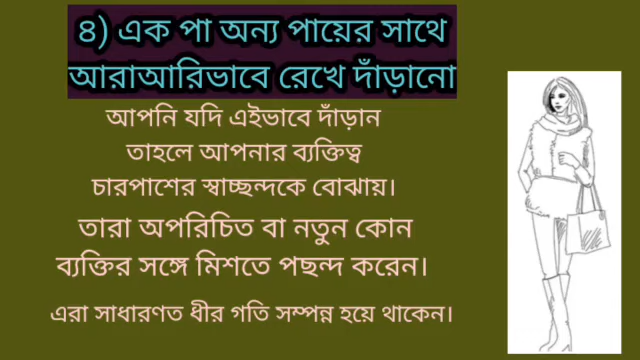 ৪) এক পা অন্য পায়ের সাথে
আরাআরিভাবে রেখে দাঁড়ানো
আপনি যদি এইভাবে দাঁড়ান
তাহলে আপনার ব্যক্তিত্ব
চারপাশের স্বাচ্ছন্দকে বোঝায়।
তারা অপরিচিত বা নতুন কোন
ব্যক্তির সঙ্গে মিশতে পছন্দ করেন।
এরা সাধারণত ধীর গতি সম্পন্ন হয়ে থাকেন।